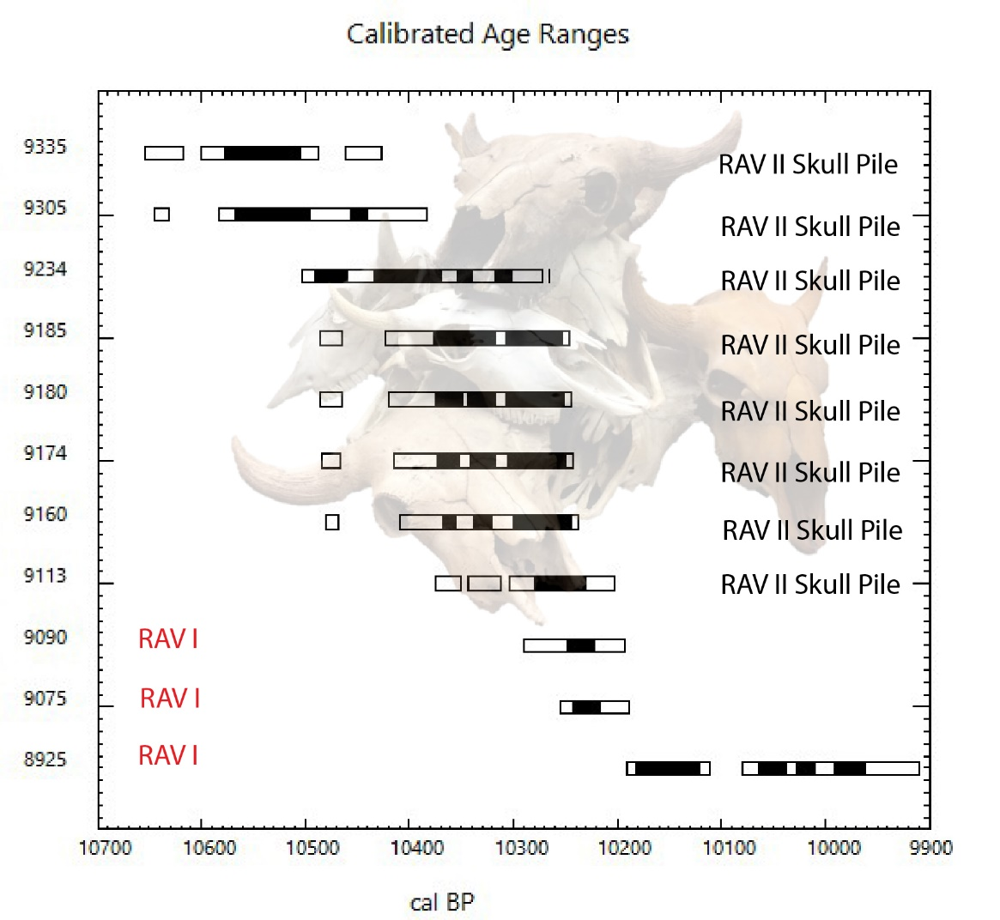 Calibrated Age Ranges
9335
RAV II Skull Pile
9305
RAV II Skull Pile
9234
RAV II Skull Pile
9185
RAV II Skull Pile
9180
RAV II Skull Pile
9174
RAV II Skull Pile
9160
RAV II Skull Pile
9113
RAV II Skull Pile
9090
RAV I
9075
RAV I
8925
RAV I
10700 10600 10500 10400 10300 10200 10100 10000 9900
cal BP